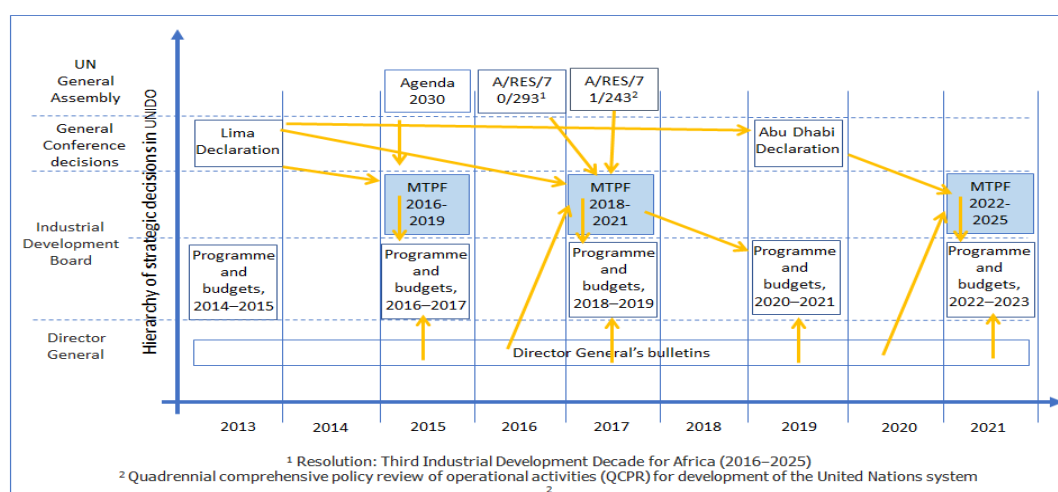 UN
General
Assembly
General
Conference
decisions
Industrial
Development
Board
Director
General
Hierarchy of strategic decisions in UNIDO
Agenda
2030
A/RES/7
0/293¹
A/RES/7
1/243²
Lima
Declaration
Abu Dhabi
Declaration
MTPF
2016-
2019
MTPF
2018-
2021
MTPF
2022-
2025
Programme
and
budgets,
2014–2015
Programme
and
budgets,
2016–2017
Programme
and
budgets,
2018–2019
Programme
and
budgets,
2020–2021
Programme
and
budgets,
2022–2023
Director General's bulletins
2013 2014 2015 2016 2017 2018 2019 2020 2021
¹ Resolution: Third Industrial Development Decade for Africa (2016–2025)
² Quadrennial comprehensive policy review of operational activities (QCPR) for development of the United Nations system
2